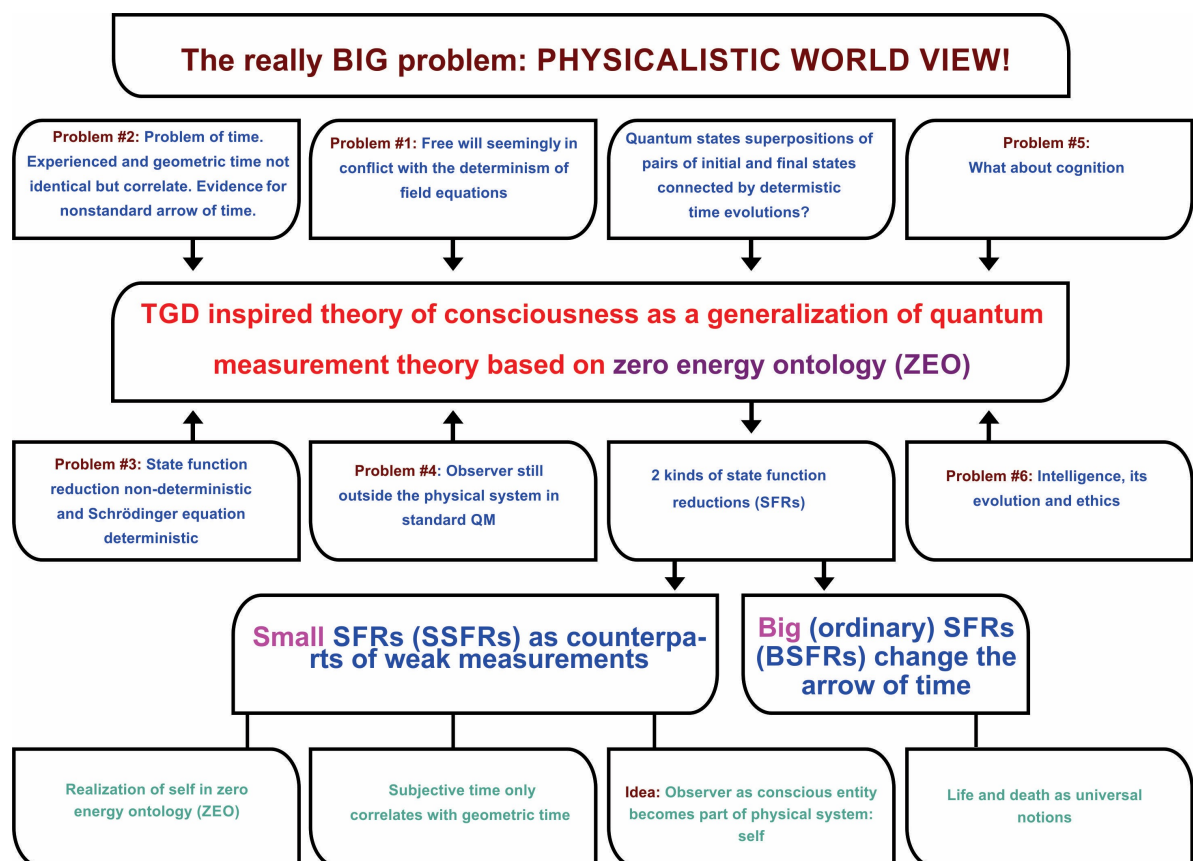 The really BIG problem: PHYSICALISTIC WORLD VIEW!
Problem #2: Problem of time.
Experienced and geometric time not
identical but correlate. Evidence for
nonstandard arrow of time.
Problem #1: Free will seemingly in
conflict with the determinism of
field equations
Quantum states superpositions of
pairs of initial and final states
connected by determistic
time evolutions?
Problem #5:
What about cognition
TGD inspired theory of consciousness as a generalization of quantum
measurement theory based on zero energy ontology (ZEO)
Problem #3: State function
reduction non-deterministic
and Schrödinger equation
deterministic
Problem #4: Observer still
outside the physical system in
standard QM
2 kinds of state function
reductions (SFRs)
Problem #6: Intelligence, its
evolution and ethics
Small SFRs (SSFRs) as counterpa-
rts of weak measurements
Big (ordinary) SFRs
(BSFRs) change the
arrow of time
Realization of self in zero
energy ontology (ZEO)
Subjective time only
correlates with geometric time
Idea: Observer as conscious entity
becomes part of physical system:
self
Life and death as universal
notions